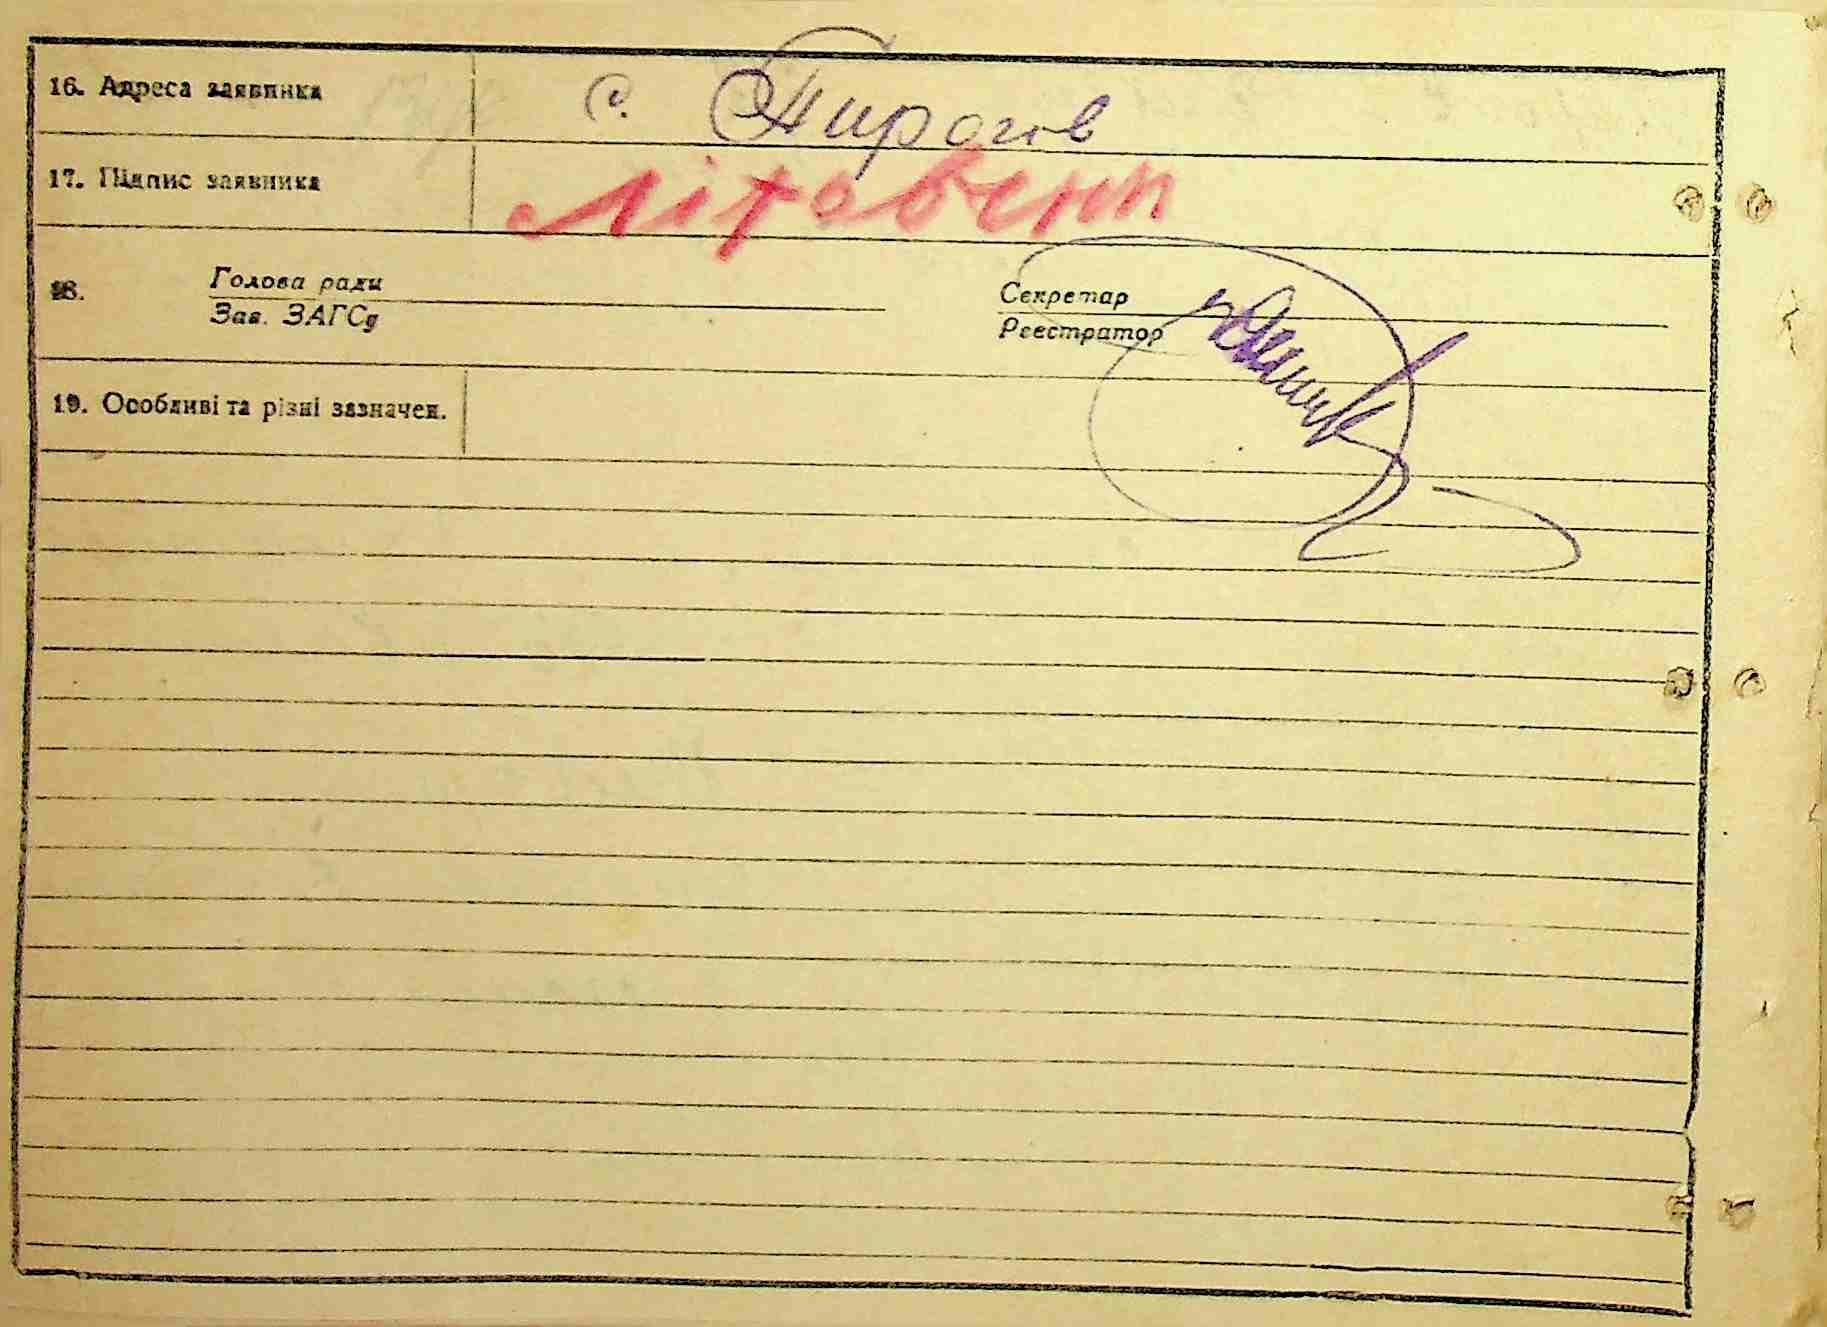 16. Адреса заявника с. Пирогів
17. Підпис заявника Літовенп
18. Голова ради Секретар
Зав. ЗАГСу Реєстратор
19. Особливі та різні зазначен.